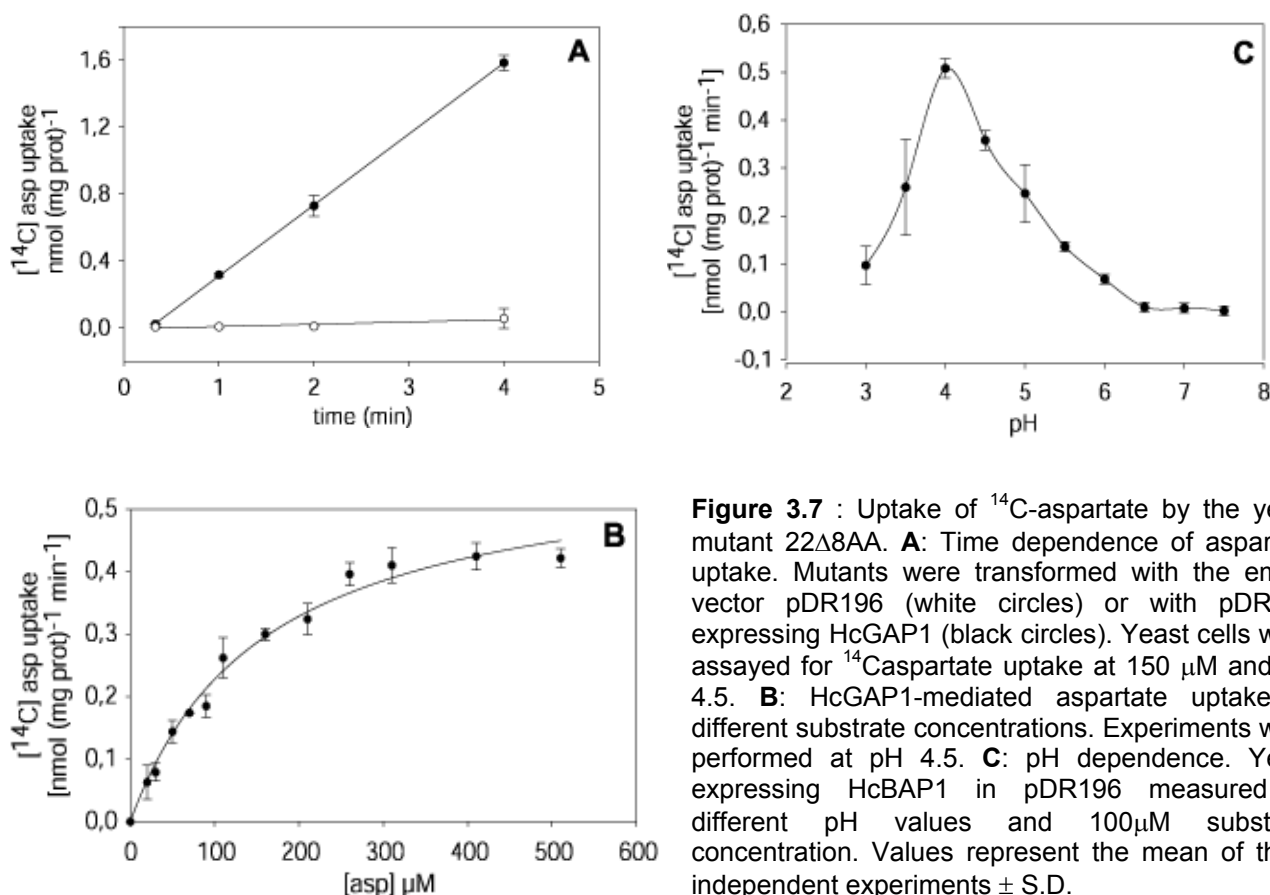 A
1,6
1,2
0,8
0,4
0,0
0 1 2 3 4 5
time (min)
[¹⁴C] asp uptake
nmol (mg prot)⁻¹
C
0,6
0,5
0,4
0,3
0,2
0,1
0,0
-0,1
2 3 4 5 6 7 8
pH
[¹⁴C] asp uptake
[nmol (mg prot)⁻¹ min⁻¹]
B
0,5
0,4
0,3
0,2
0,1
0,0
0 100 200 300 400 500 600
[asp] µM
[¹⁴C] asp uptake
[nmol (mg prot)⁻¹ min⁻¹]
Figure 3.7 : Uptake of ¹⁴C-aspartate by the ye
mutant 22Δ8AA. A: Time dependence of aspar
uptake. Mutants were transformed with the em
vector pDR196 (white circles) or with pDR
expressing HcGAP1 (black circles). Yeast cells w
assayed for ¹⁴Caspartate uptake at 150 µM and
4.5. B: HcGAP1-mediated aspartate uptake
different substrate concentrations. Experiments w
performed at pH 4.5. C: pH dependence. Ye
expressing HcBAP1 in pDR196 measured
different pH values and 100µM subst
concentration. Values represent the mean of th
independent experiments ± S.D.